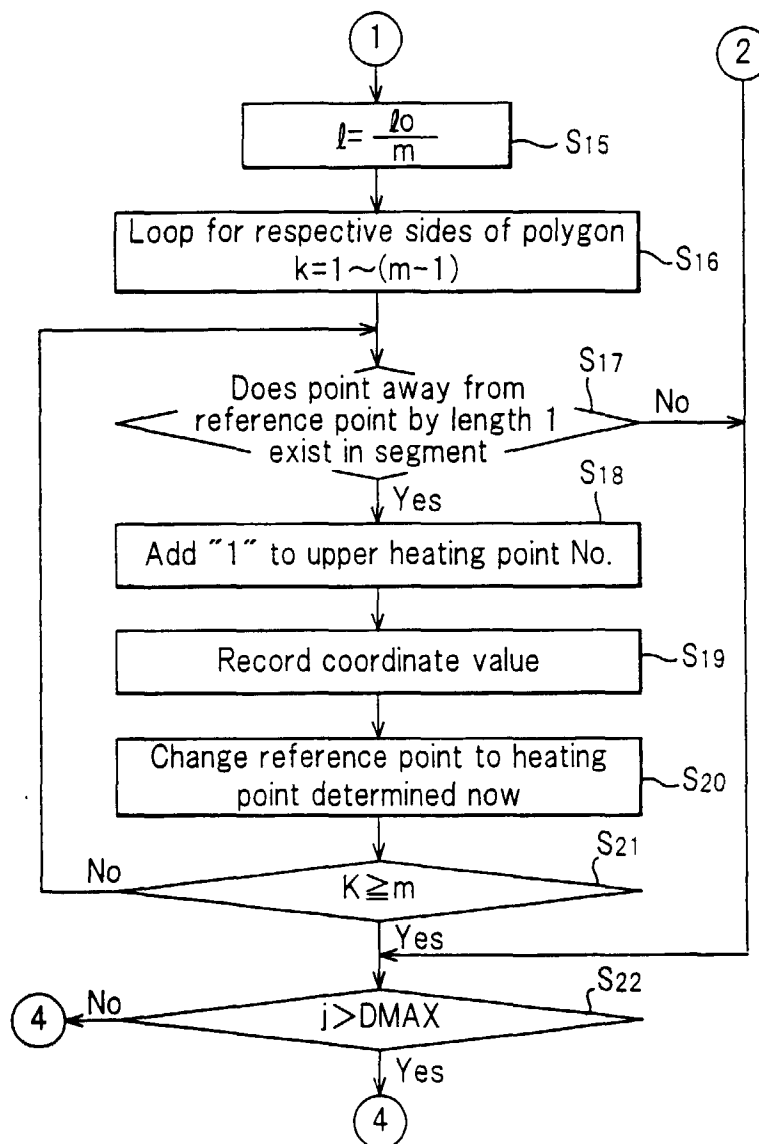 1
2
ℓ= ℓo
m
S15
Loop for respective sides of polygon
k=1~(m-1)
S16
S17
Does point away from
reference point by length 1
exist in segment
No
Yes
S18
Add "1" to upper heating point No.
Record coordinate value
S19
Change reference point to heating
point determined now
S20
S21
No
K≧m
Yes
S22
No
4
j>DMAX
Yes
4